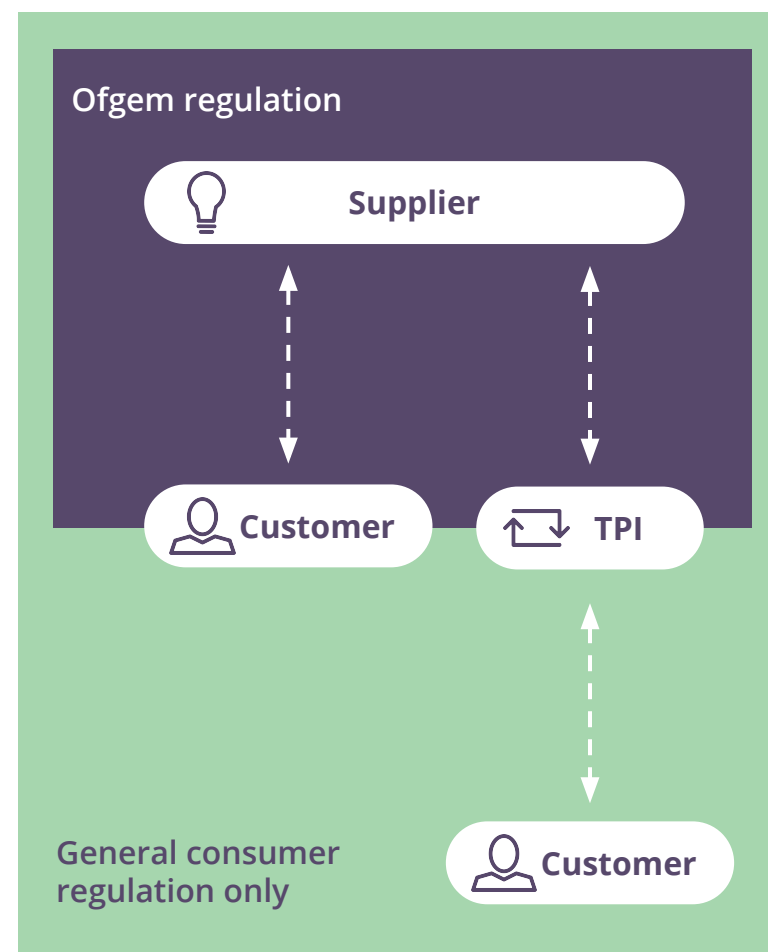 Ofgem regulation
Supplier
Customer
TPI
General consumer
regulation only
Customer